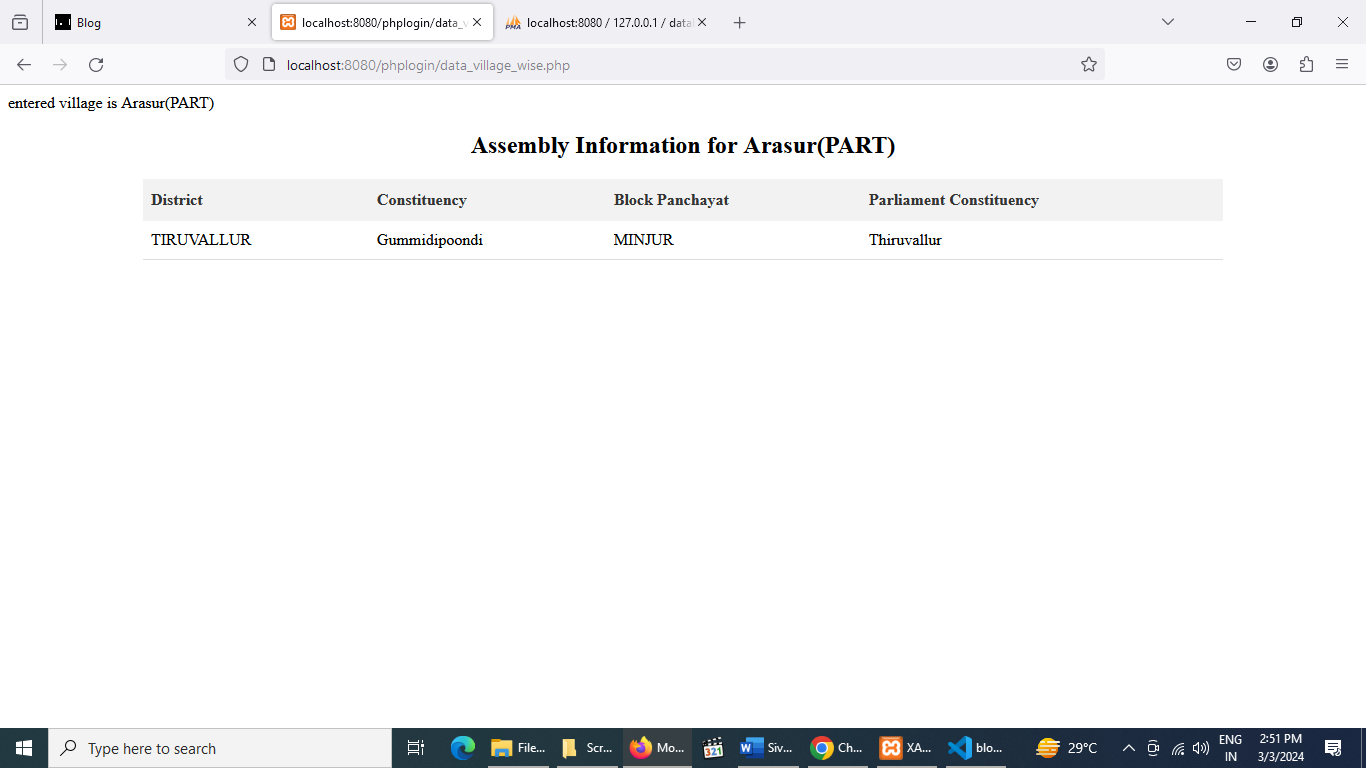 Blog
localhost:8080/phplogin/data_v
localhost:8080 / 127.0.0.1 / data
localhost:8080/phplogin/data_village_wise.php
entered village is Arasur(PART)
Assembly Information for Arasur(PART)
District Constituency Block Panchayat Parliament Constituency
TIRUVALLUR Gummidipoondi MINJUR Thiruvallur
Type here to search
File...
Scr...
Mo...
321
Siv...
Ch...
XA...
blo...
29°C
ENG
IN
2:51 PM
3/3/2024